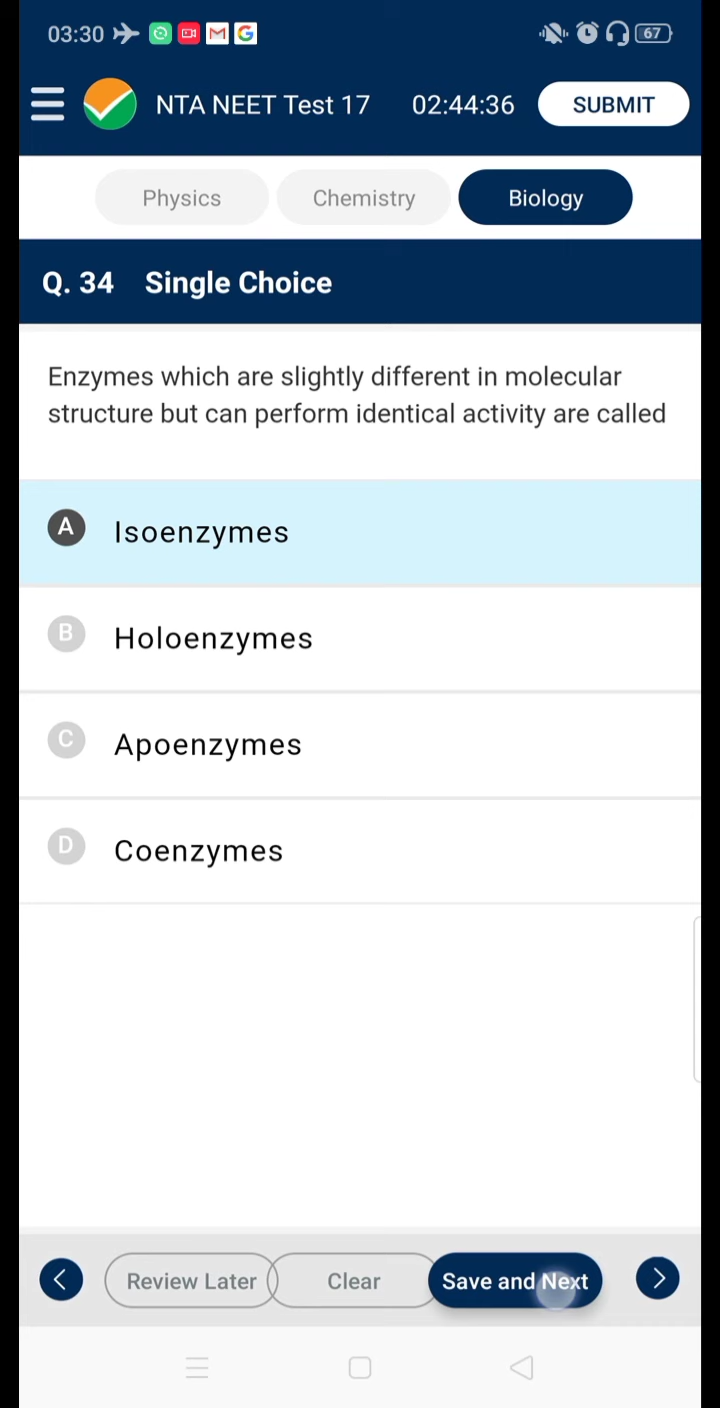 03:30 67
NTA NEET Test 17 02:44:36 SUBMIT
Physics Chemistry Biology
Q. 34 Single Choice
Enzymes which are slightly different in molecular
structure but can perform identical activity are called
A Isoenzymes
B Holoenzymes
C Apoenzymes
D Coenzymes
Review Later Clear Save and Next